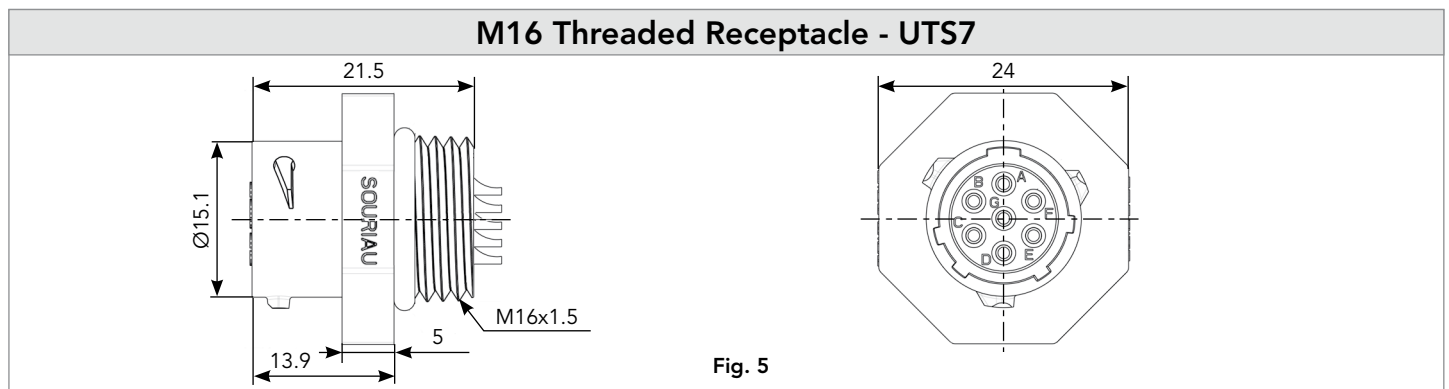 M16 Threaded Receptacle - UTS7
21.5
24
Ø15.1
SOURIAU
B
A
G
E
C
D
E
M16x1.5
5
13.9
Fig. 5